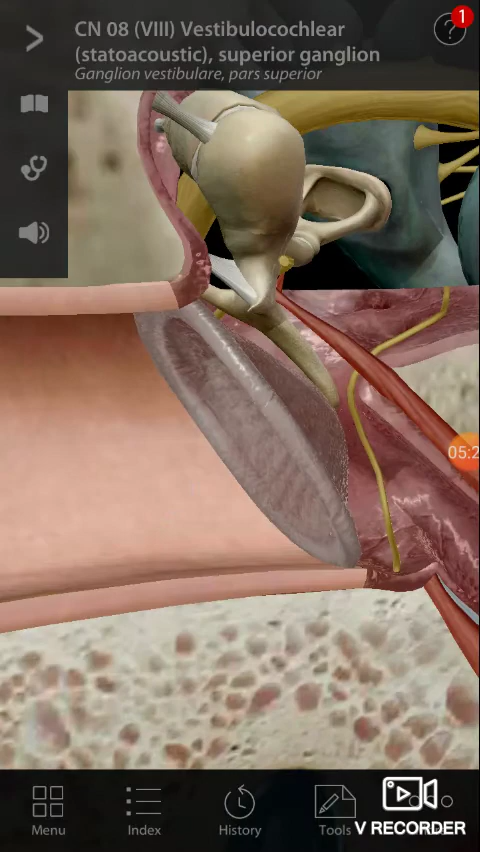 CN 08 (VIII) Vestibulocochlear
(statoacoustic), superior ganglion
Ganglion vestibulare, pars superior
?
1
05:2
Menu
Index
History
Tools
V RECORDER